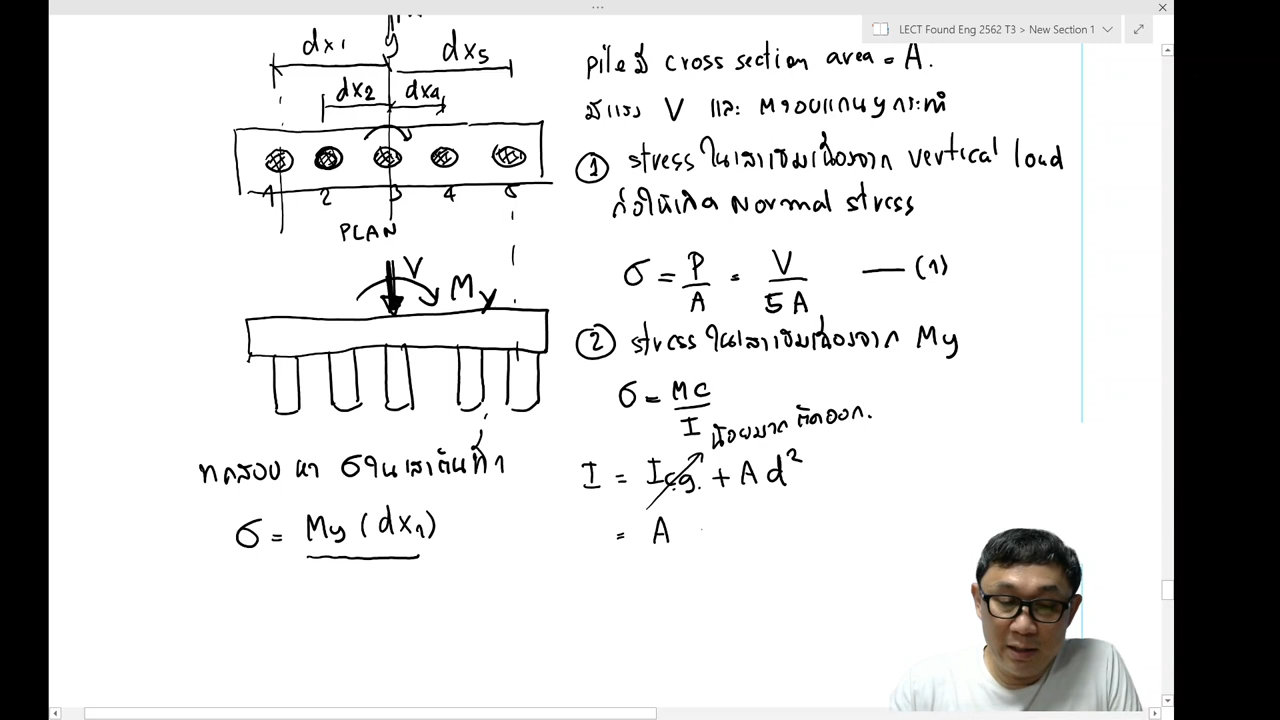 LECT Found Eng 2562 T3 > New Section 1
dx₁
y
dx₅
dx₂
dx₄
1 2 3 4 5
PLAN
V
My
pile มี cross section area = A.
มีแรง V และ M รอบแกน y กระทำ
① stress ในเสาเข็มเนื่องจาก vertical load
ก่อให้เกิด Normal stress
σ = P/A = V/5A — (1)
② stress ในเสาเข็มเนื่องจาก My
σ = MC/I
น้อยมาก ตัดออก.
I = Icg. + Ad²
= A
ทดสอบ หา σ ในเสาต้นที่ 1
σ = My (dx₁)